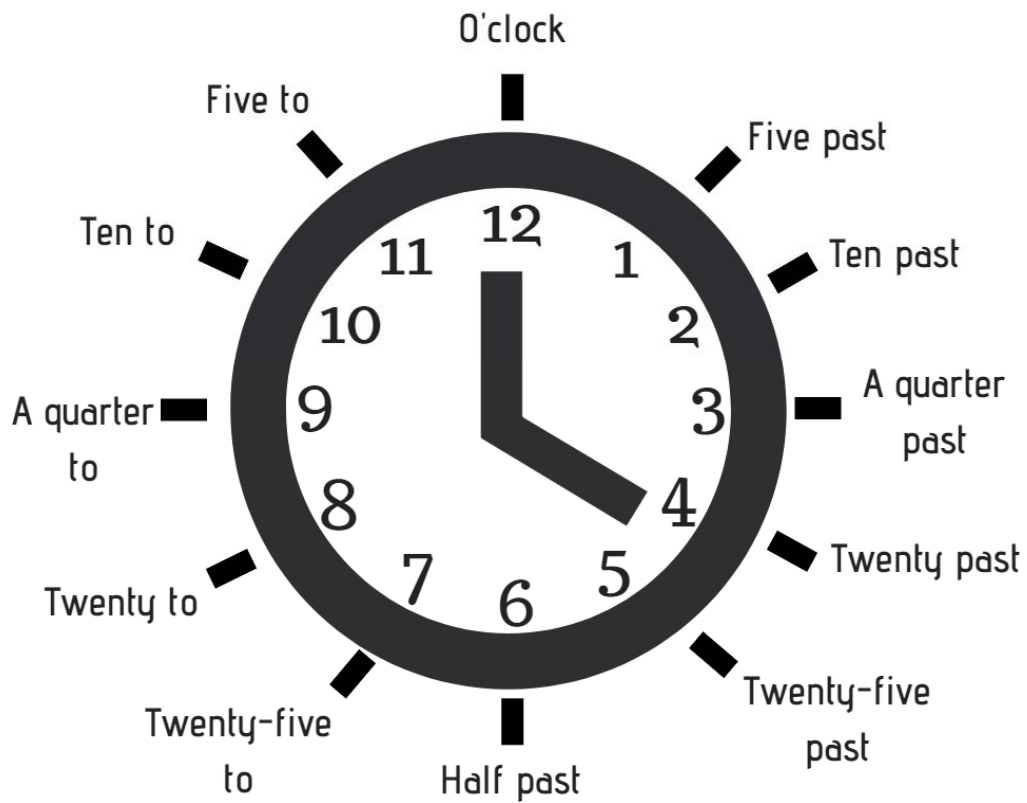 O'clock
Five to
Five past
12
11
1
Ten to
Ten past
10
2
A quarter
to
9
3
A quarter
past
8
4
Twenty to
Twenty past
7
5
6
Twenty-five
to
Twenty-five
past
Half past